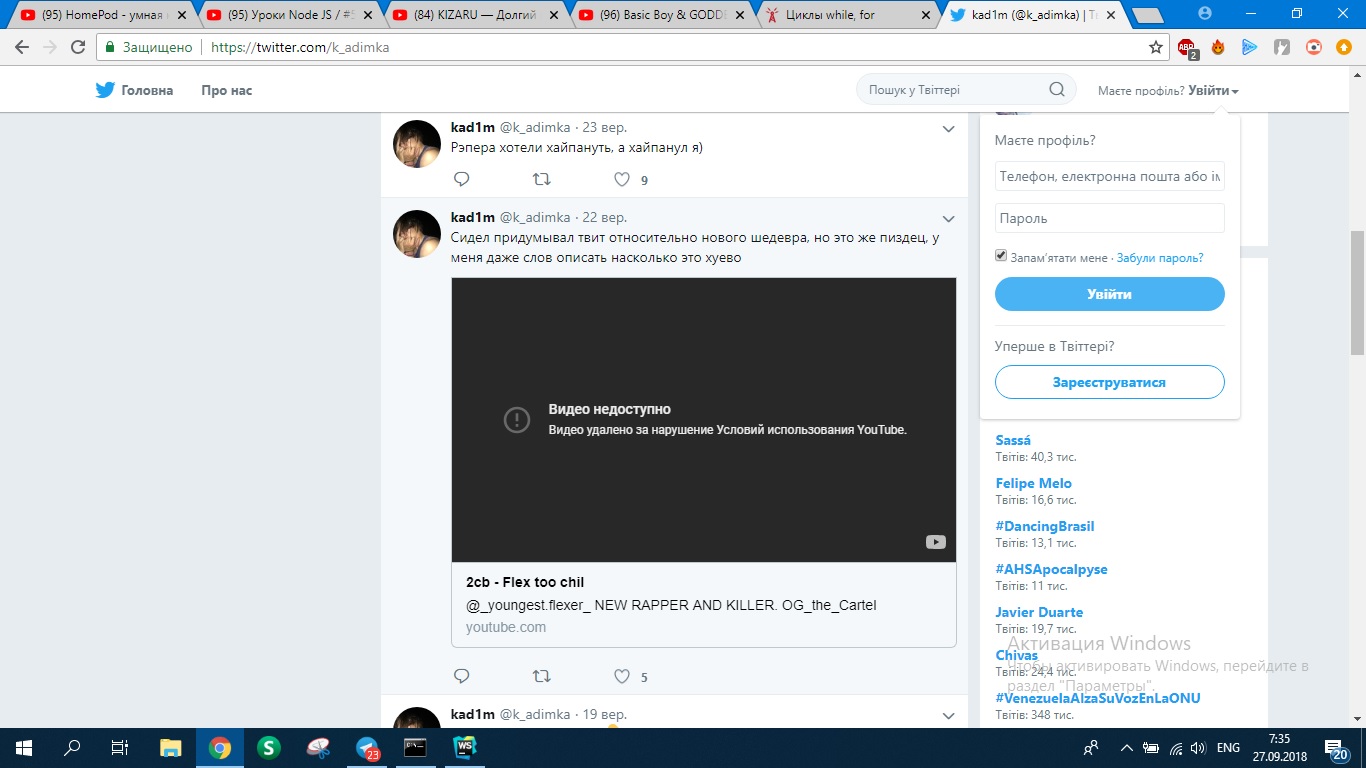 (95) HomePod - умная
(95) Уроки Node JS / #5
(84) KIZARU — Долгий
(96) Basic Boy & GODDE
Циклы while, for
kad1m (@k_adimka) | Тв
Защищено
https://twitter.com/k_adimka
ABP
2
Головна
Про нас
Пошук у Твіттері
Маєте профіль? Увійти
kad1m @k_adimka · 23 вер.
Рэпера хотели хайпануть, а хайпанул я)
9
kad1m @k_adimka · 22 вер.
Сидел придумывал твит относительно нового шедевра, но это же пиздец, у
меня даже слов описать насколько это хуево
Видео недоступно
Видео удалено за нарушение Условий использования YouTube.
2cb - Flex too chil
@_youngest.flexer_ NEW RAPPER AND KILLER. OG_the_Cartel
youtube.com
5
kad1m @k_adimka · 19 вер.
Маєте профіль?
Телефон, електронна пошта або ім
Пароль
Запам'ятати мене · Забули пароль?
Увійти
Уперше в Твіттері?
Зареєструватися
Sassá
Твітів: 40,3 тис.
Felipe Melo
Твітів: 16,6 тис.
#DancingBrasil
Твітів: 13,1 тис.
#AHSApocalpyse
Твітів: 11 тис.
Javier Duarte
Твітів: 19,7 тис.
Chivas
Твітів: 24,4 тис.
#VenezuelaAlzaSuVozEnLaONU
Твітів: 348 тис.
Активация Windows
Чтобы активировать Windows, перейдите в
раздел "Параметры".
S
23
C:\.
WS
ENG
7:35
27.09.2018
20